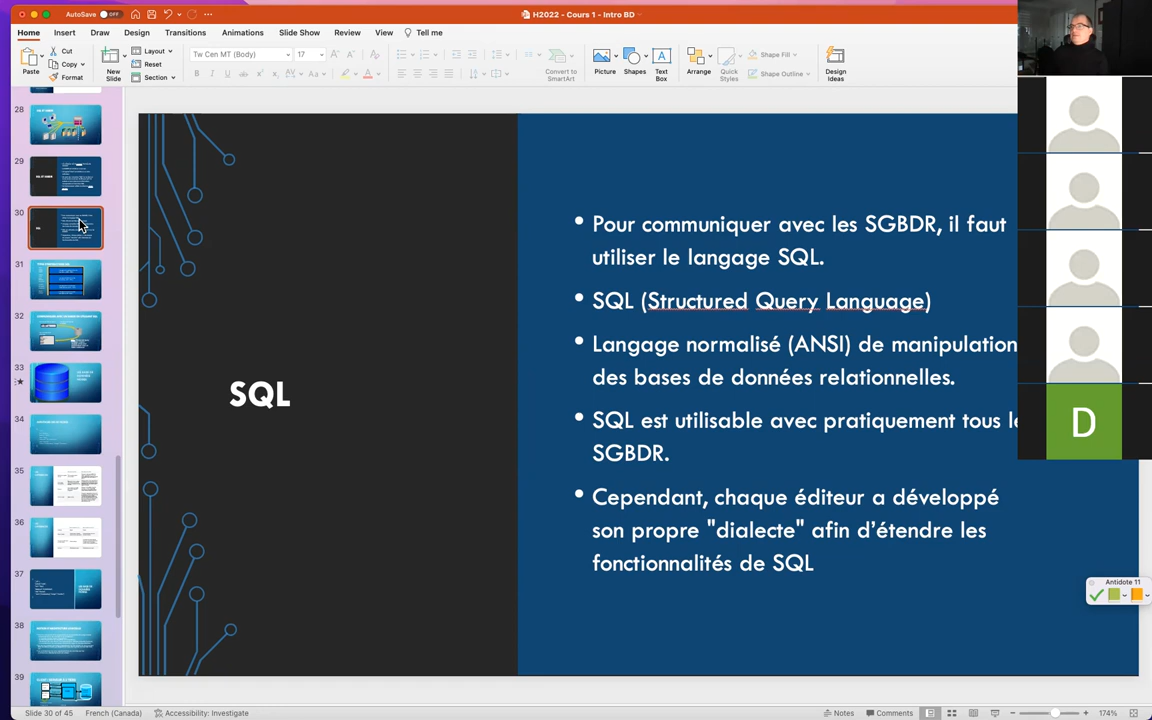 AutoSave OFF
H2022 - Cours 1 - Intro BD
Home Insert Draw Design Transitions Animations Slide Show Review View Tell me
Paste
Cut
Copy
Format
New
Slide
Layout
Reset
Section
Tw Cen MT (Body) 17
Convert to
SmartArt
Picture
Shapes
Text
Box
Arrange
Quick
Styles
Shape Fill
Shape Outline
Design
Ideas
28
29
30
31
32
33
34
35
36
37
38
39
SQL
• Pour communiquer avec les SGBDR, il faut
utiliser le langage SQL.
• SQL (Structured Query Language)
• Langage normalisé (ANSI) de manipulation
des bases de données relationnelles.
• SQL est utilisable avec pratiquement tous le
SGBDR.
• Cependant, chaque éditeur a développé
son propre "dialecte" afin d’étendre les
fonctionnalités de SQL
D
Antidote 11
Slide 30 of 45 French (Canada) Accessibility: Investigate
Notes Comments 174%